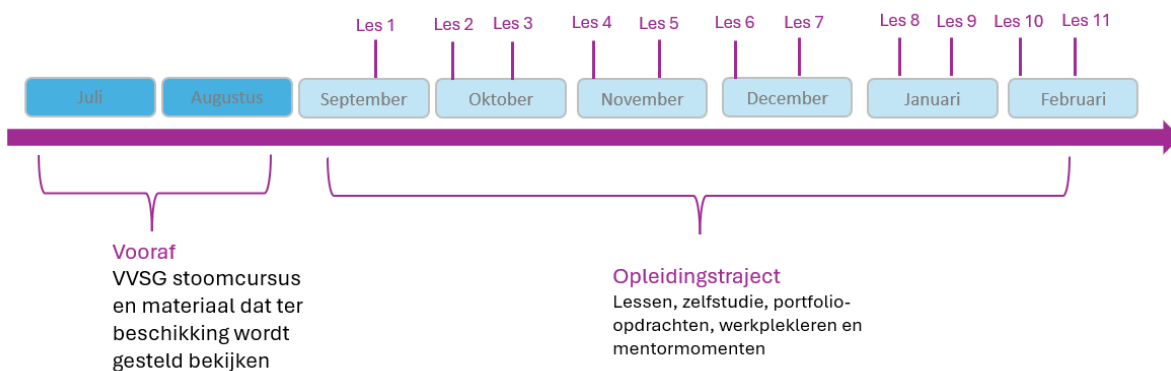 Les 1
Les 2
Les 3
Les 4
Les 5
Les 6
Les 7
Les 8
Les 9
Les 10
Les 11
Juli
Augustus
September
Oktober
November
December
Januari
Februari
Vooraf
VVSG stoomcursus
en materiaal dat ter
beschikking wordt
gesteld bekijken
Opleidingstraject
Lessen, zelfstudie, portfolio-
opdrachten, werkplekleren en
mentormomenten